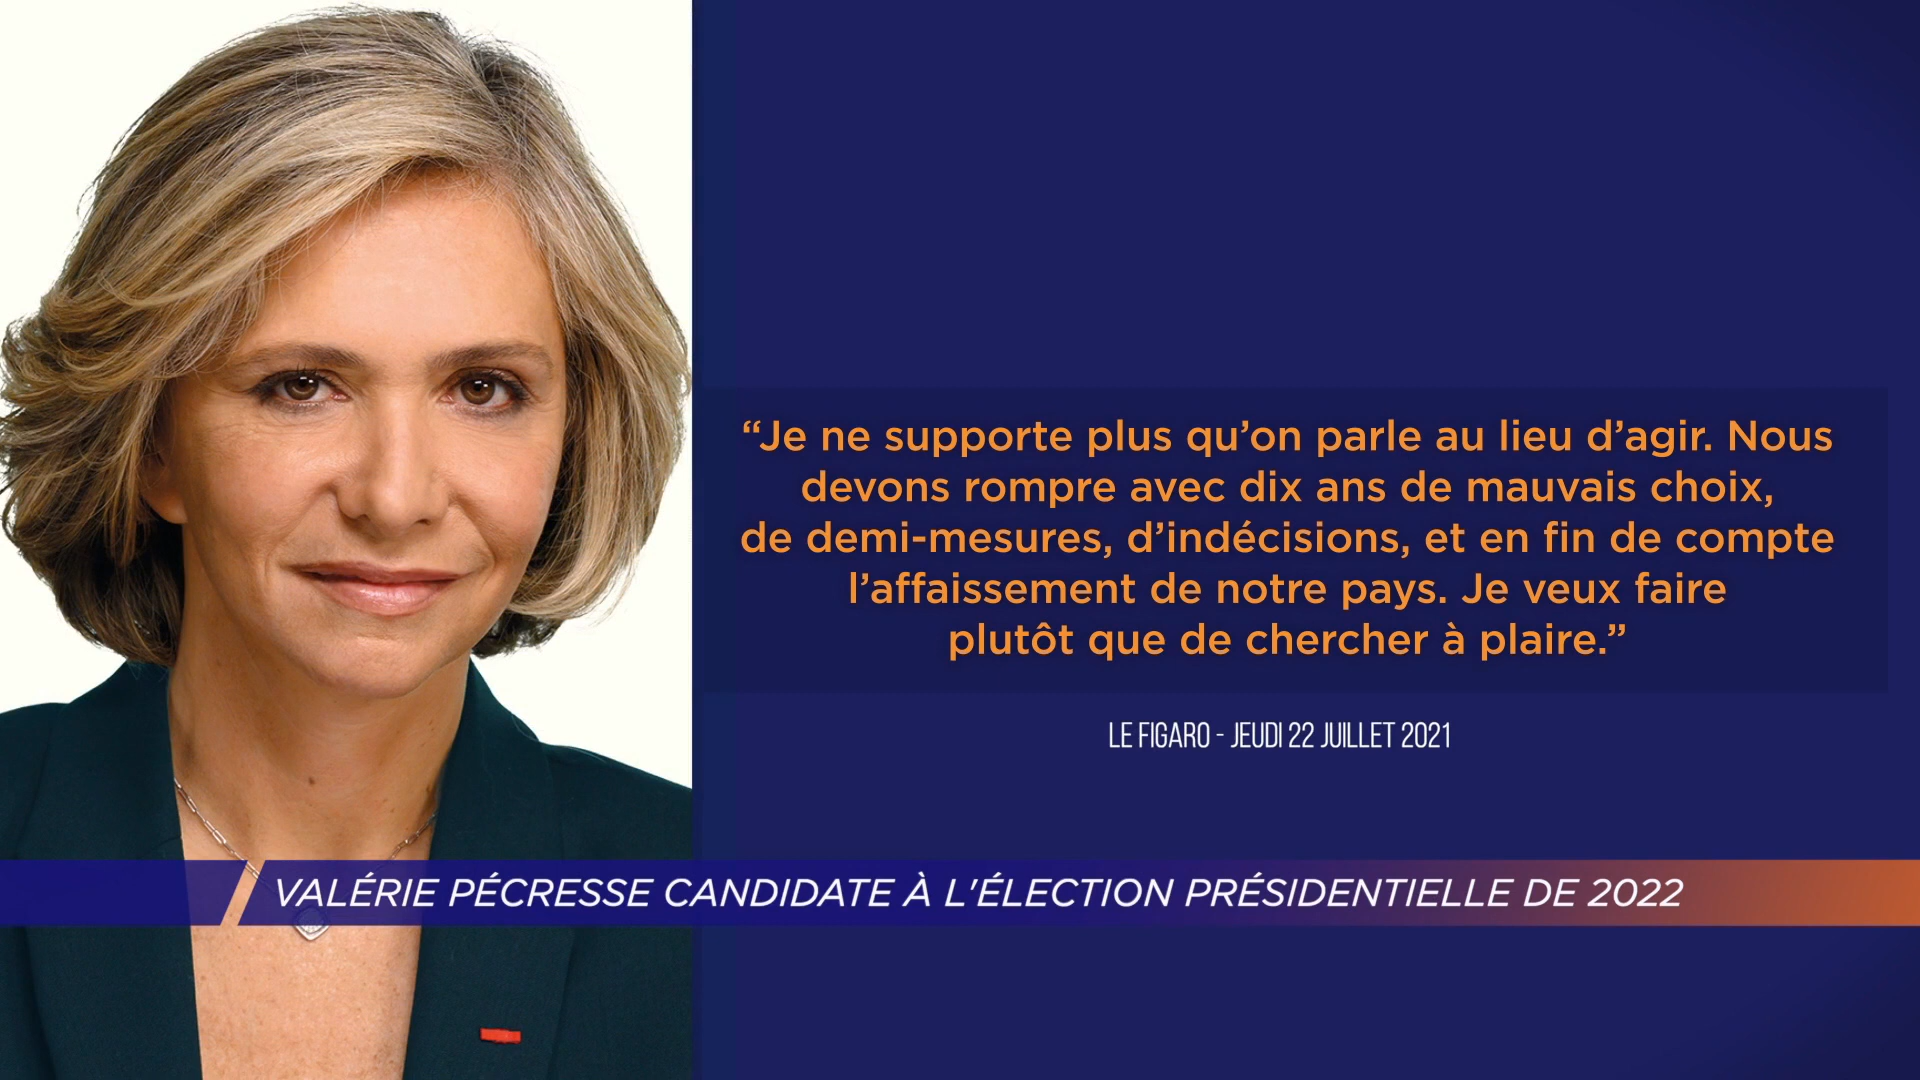 “Je ne supporte plus qu’on parle au lieu d’agir. Nous
devons rompre avec dix ans de mauvais choix,
de demi-mesures, d’indécisions, et en fin de compte
l’affaissement de notre pays. Je veux faire
plutôt que de chercher à plaire.”
LE FIGARO - JEUDI 22 JUILLET 2021
VALÉRIE PÉCRESSE CANDIDATE À L'ÉLECTION PRÉSIDENTIELLE DE 2022